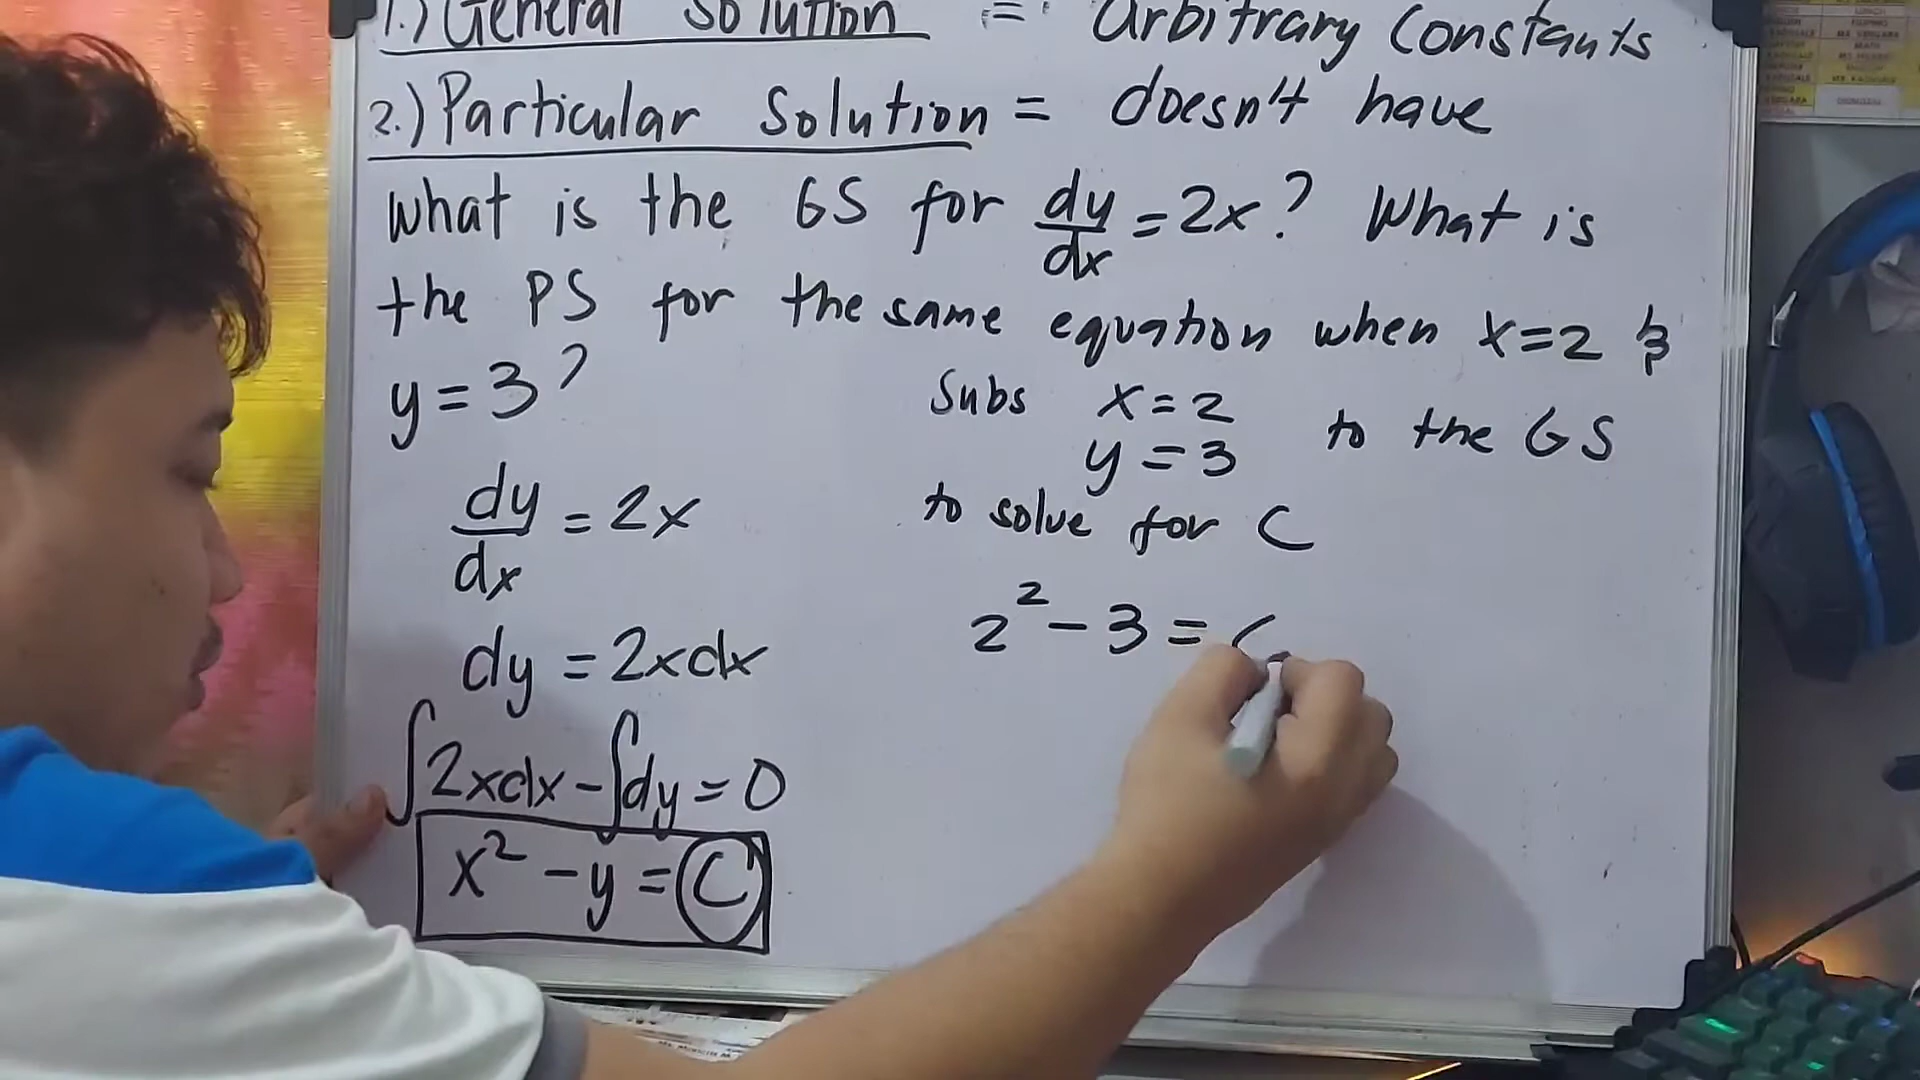 1.) General Solution = arbitrary constants
2.) Particular Solution = doesn't have
What is the GS for dy/dx = 2x? What is
the PS for the same equation when x=2 &
y=3?
dy/dx = 2x
dy = 2xdx
∫2xdx - ∫dy = 0
x² - y = C
Subs x=2
y=3 to the GS
to solve for C
2² - 3 = C